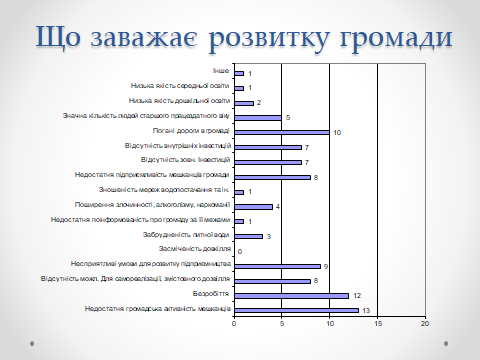 Що заважає розвитку громади
Інше 1
Низька якість середньої освіти 1
Низька якість дошкільної освіти 2
Значна кількість людей старшого працездатного віку 5
Погані дороги в громаді 10
Відсутність внутрішніх інвестицій 7
Відсутність зовн. Інвестицій 7
Недостатня підприємливість мешканців громади 8
Зношеність мереж водопостачання та ін. 1
Поширення злочинності, алкоголізму, наркоманії 4
Недостатня поінформованість про громаду за її межами 1
Забрудненість питної води 3
Засміченість довкілля 0
Несприятливі умови для розвитку підприємництва 9
Відсутність можл. Для самореалізації, змістовного дозвілля 8
Безробіття 12
Недостатня громадська активність мешканців 13
0 5 10 15 20